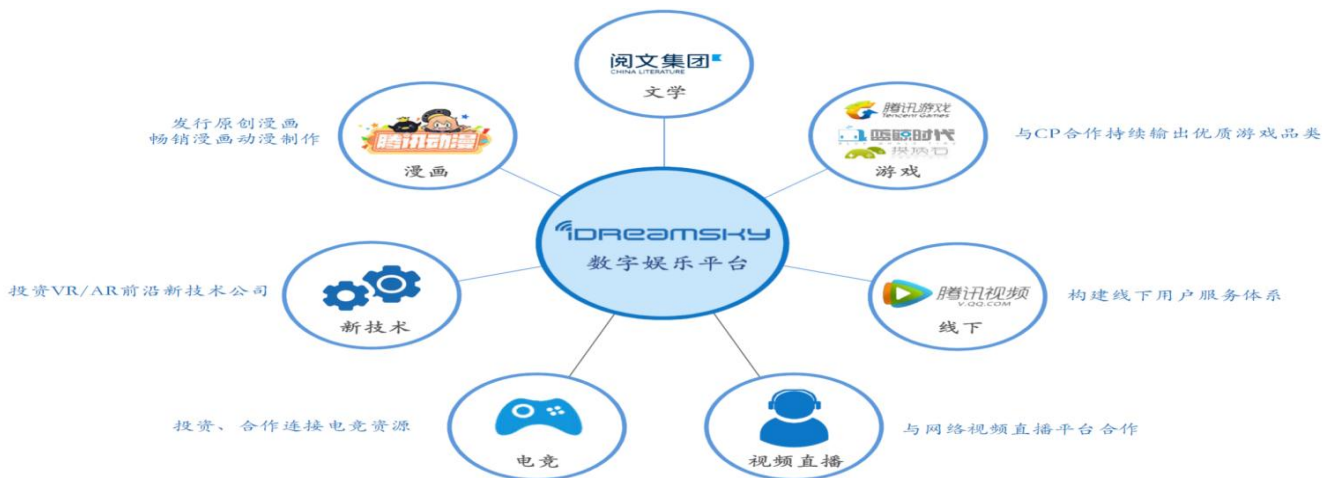 阅文集团
CHINA LITERATURE
文学
发行原创漫画
畅销漫画动漫制作
腾讯动漫
漫画
腾讯游戏
Tencent Games
蓝鲸时代
游戏
与CP合作持续输出优质游戏品类
iDREAMSKY
数字娱乐平台
投资VR/AR前沿新技术公司
新技术
腾讯视频
V.QQ.COM
线下
构建线下用户服务体系
投资、合作连接电竞资源
电竞
视频直播
与网络视频直播平台合作